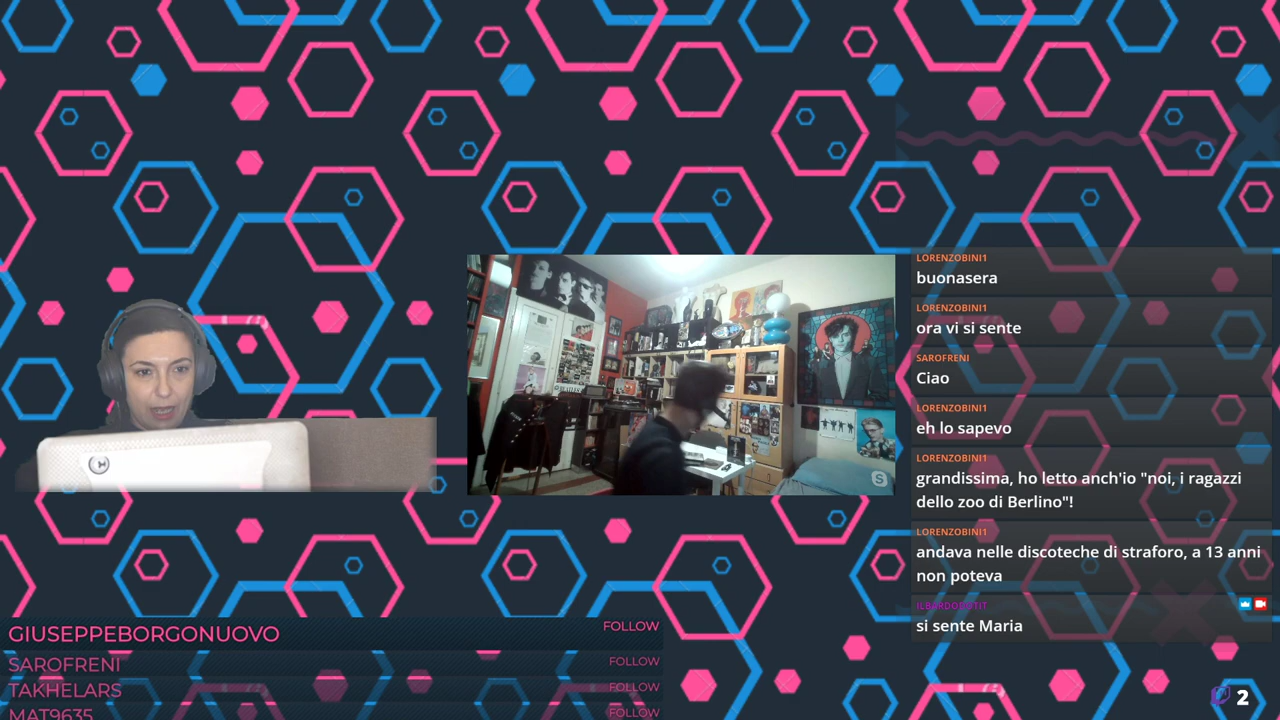 LORENZOBINI1
buonasera
LORENZOBINI1
ora vi si sente
SAROFRENI
Ciao
LORENZOBINI1
eh lo sapevo
LORENZOBINI1
grandissima, ho letto anch'io "noi, i ragazzi
dello zoo di Berlino"!
LORENZOBINI1
andava nelle discoteche di straforo, a 13 anni
non poteva
si sente Maria
GIUSEPPEBORGONUOVO FOLLOW
SAROFRENI FOLLOW
TAKHELARS FOLLOW
MAT9635 FOLLOW
2